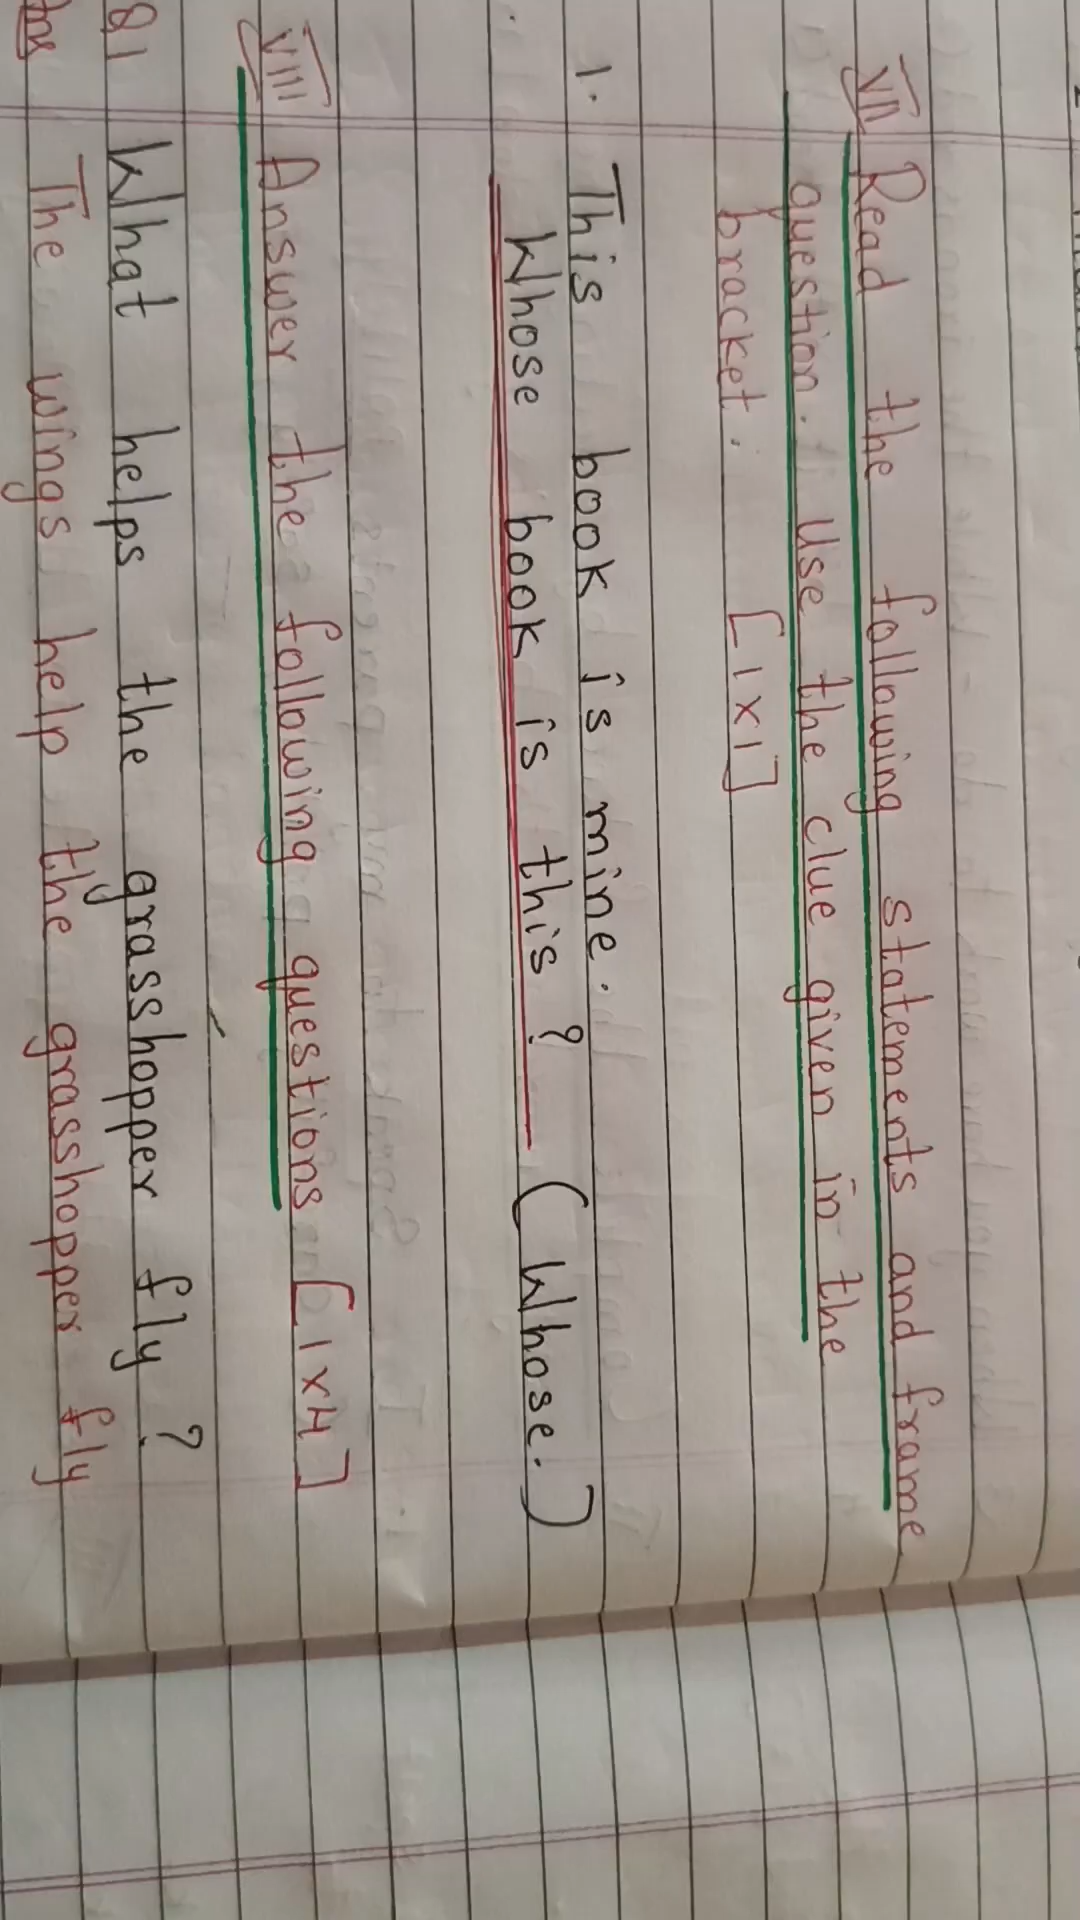 VII Read the following statements and frame
question. Use the clue given in the
bracket. [1x1]
1. This book is mine.
Whose book is this? (Whose.)
VIII Answer the following questions [1x4]
Q1 What helps the grasshopper fly?
Ans The wings help the grasshopper fly